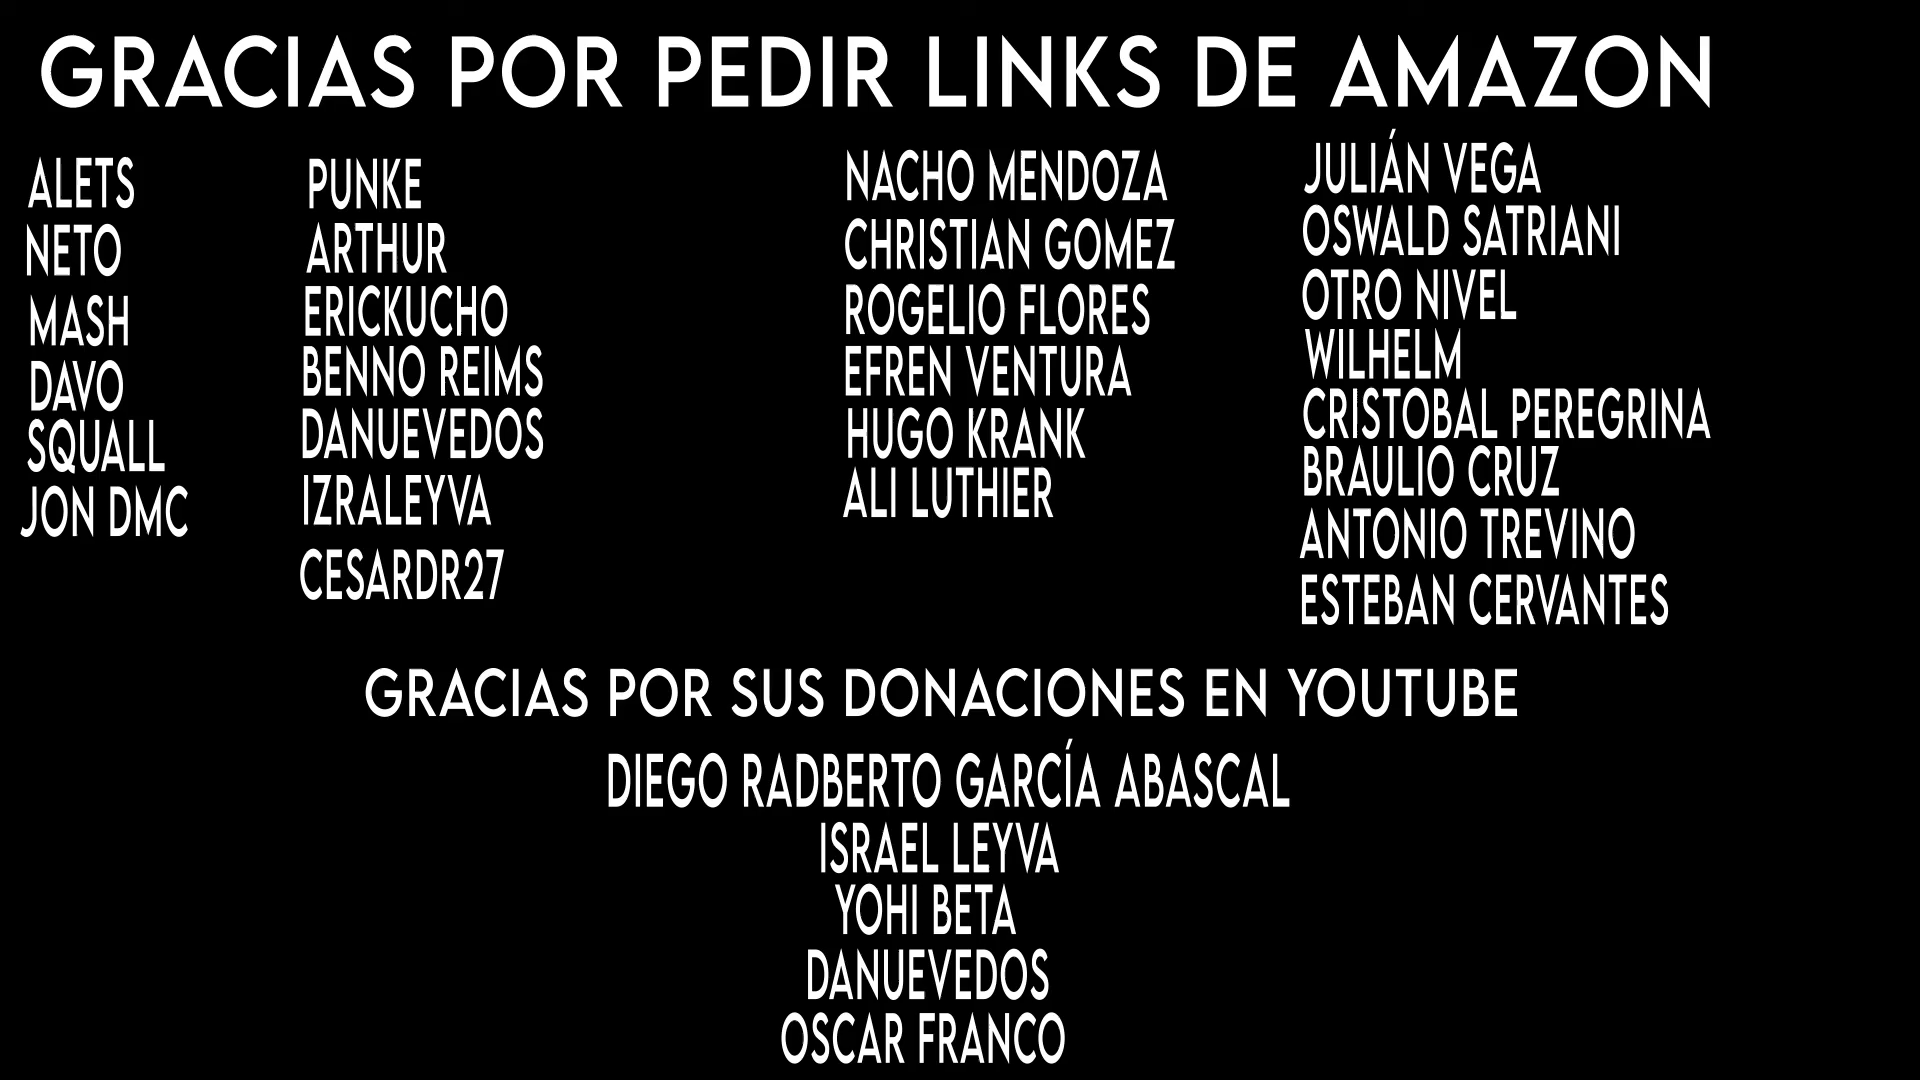 GRACIAS POR PEDIR LINKS DE AMAZON
ALETS
NETO
MASH
DAVO
SQUALL
JON DMC
PUNKE
ARTHUR
ERICKUCHO
BENNO REIMS
DANUEVEDOS
IZRALEYVA
CESARDR27
NACHO MENDOZA
CHRISTIAN GOMEZ
ROGELIO FLORES
EFREN VENTURA
HUGO KRANK
ALI LUTHIER
JULIÁN VEGA
OSWALD SATRIANI
OTRO NIVEL
WILHELM
CRISTOBAL PEREGRINA
BRAULIO CRUZ
ANTONIO TREVINO
ESTEBAN CERVANTES
GRACIAS POR SUS DONACIONES EN YOUTUBE
DIEGO RADBERTO GARCÍA ABASCAL
ISRAEL LEYVA
YOHI BETA
DANUEVEDOS
OSCAR FRANCO